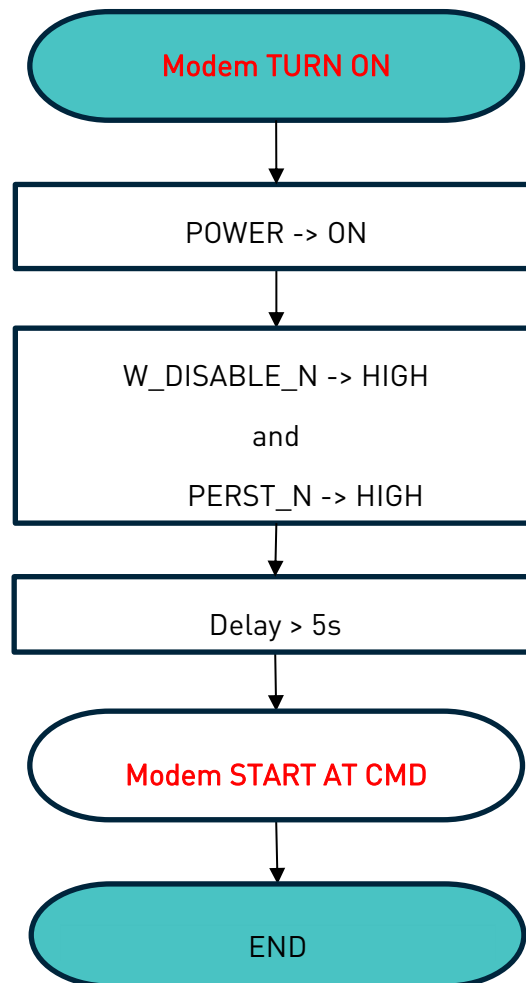 Modem TURN ON
POWER -> ON
W_DISABLE_N -> HIGH
and
PERST_N -> HIGH
Delay > 5s
Modem START AT CMD
END